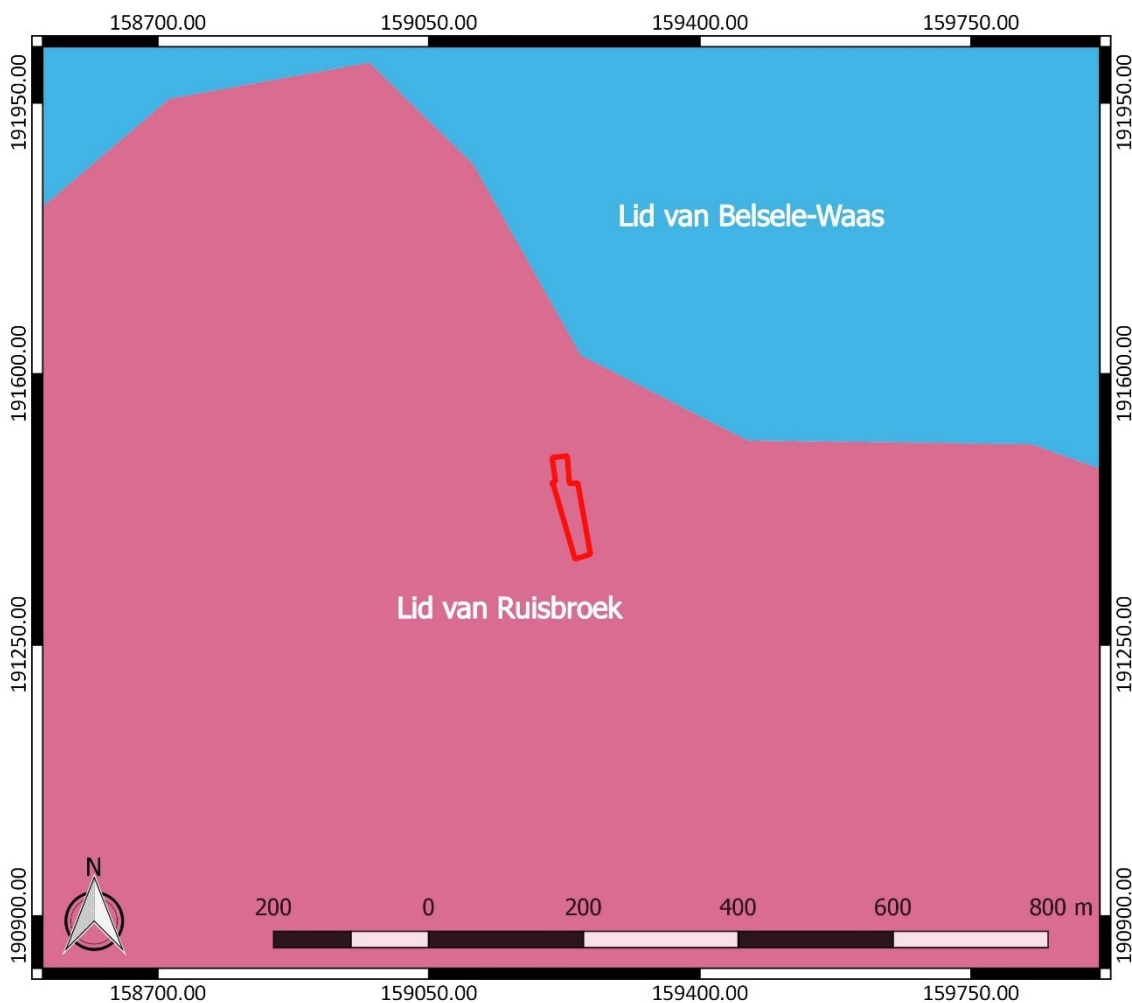 158700.00 159050.00 159400.00 159750.00
191950.00 191950.00
Lid van Belsele-Waas
191600.00 191600.00
Lid van Ruisbroek
191250.00 191250.00
N
200 0 200 400 600 800 m
190900.00 190900.00
158700.00 159050.00 159400.00 159750.00